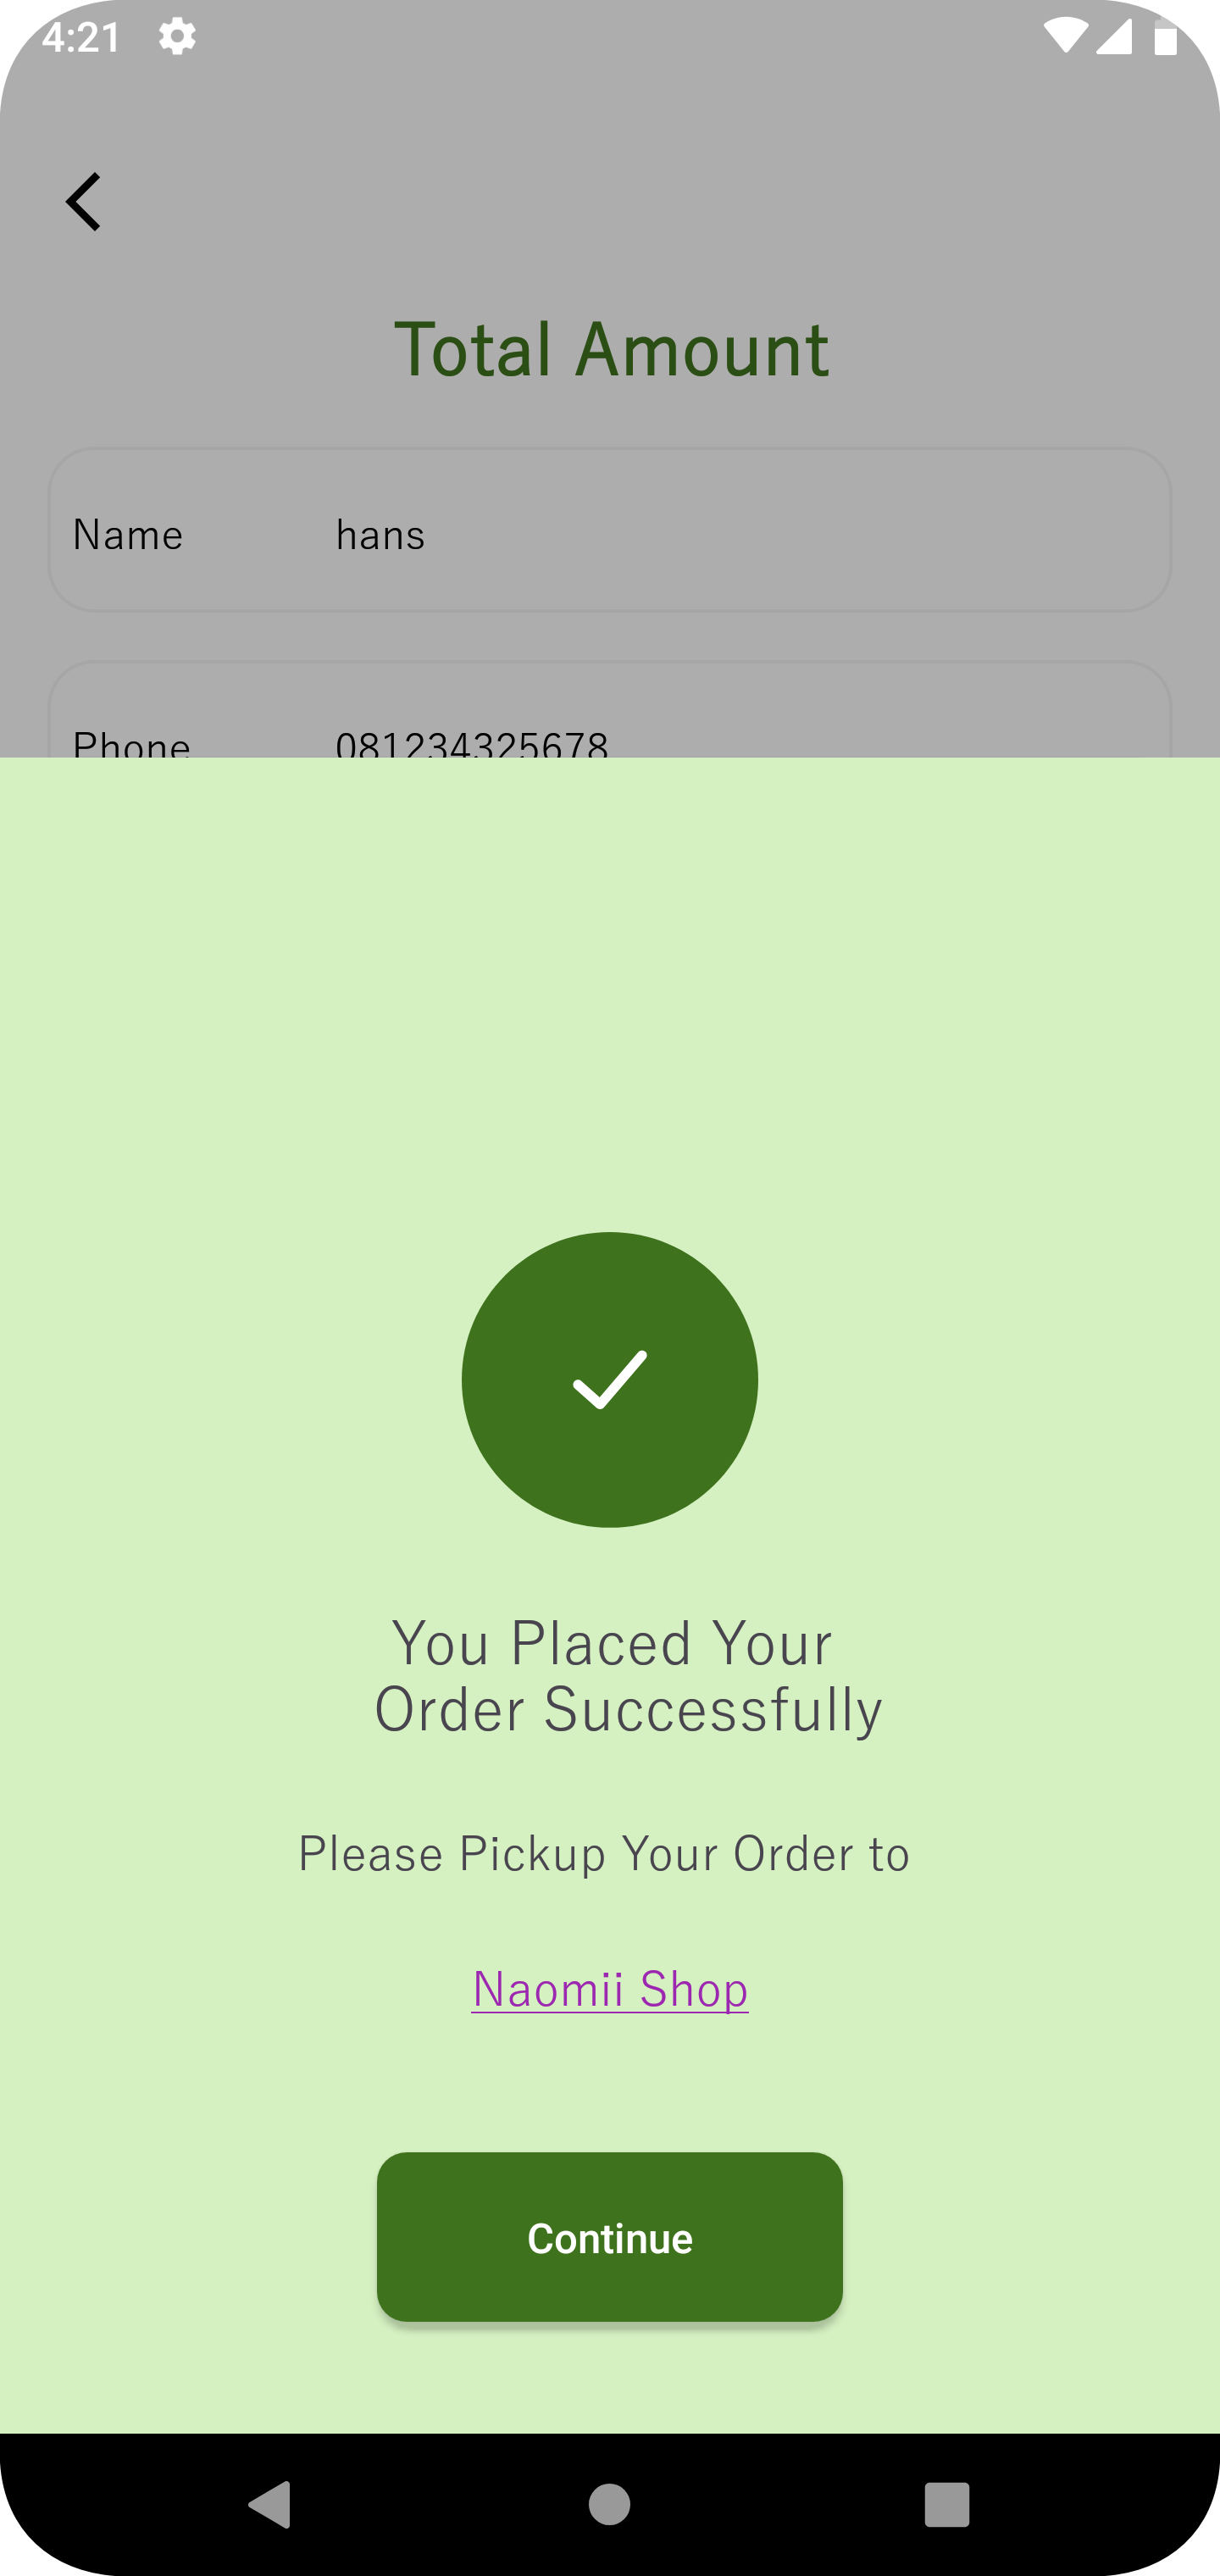 4:21
Total Amount
Name hans
Phone 081234325678
You Placed Your
Order Successfully
Please Pickup Your Order to
Naomii Shop
Continue